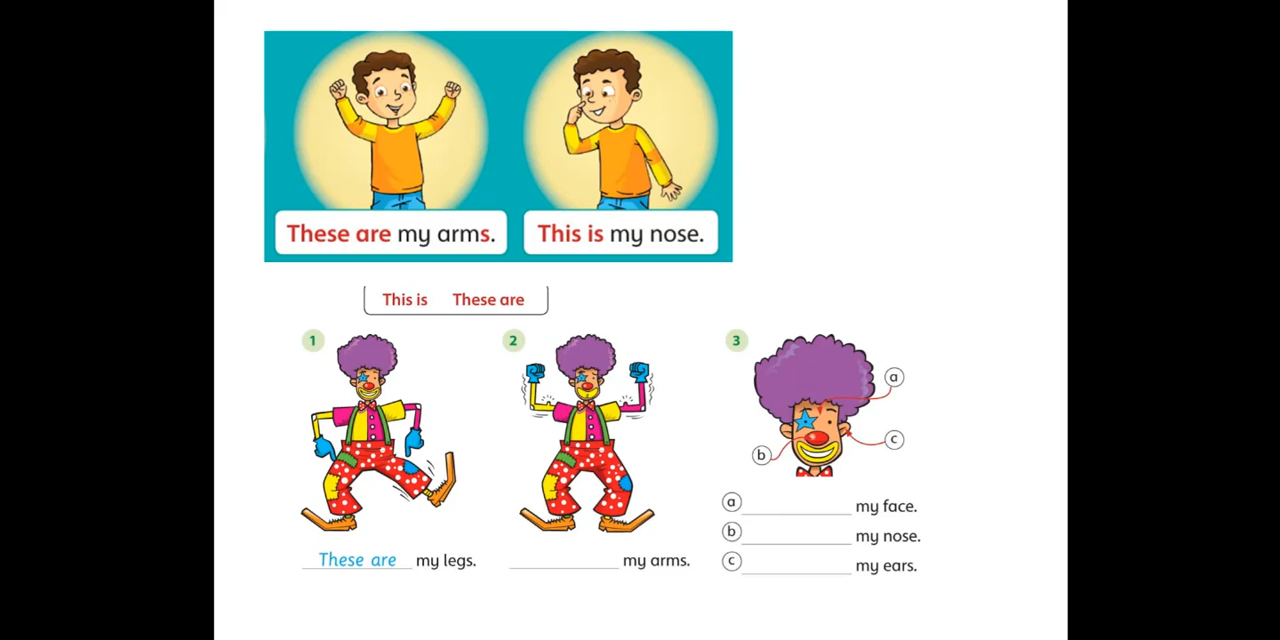 These are my arms.
This is my nose.
This is These are
1
2
3
a
b
c
These are my legs.
my arms.
a my face.
b my nose.
c my ears.